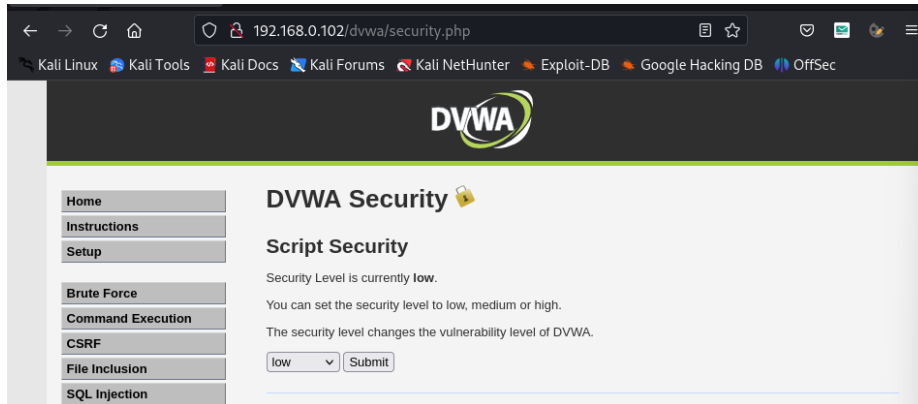 192.168.0.102/dvwa/security.php
Kali Linux Kali Tools Kali Docs Kali Forums Kali NetHunter Exploit-DB Google Hacking DB OffSec
DVWA
Home
Instructions
Setup
Brute Force
Command Execution
CSRF
File Inclusion
SQL Injection
DVWA Security
Script Security
Security Level is currently low.
You can set the security level to low, medium or high.
The security level changes the vulnerability level of DVWA.
low Submit